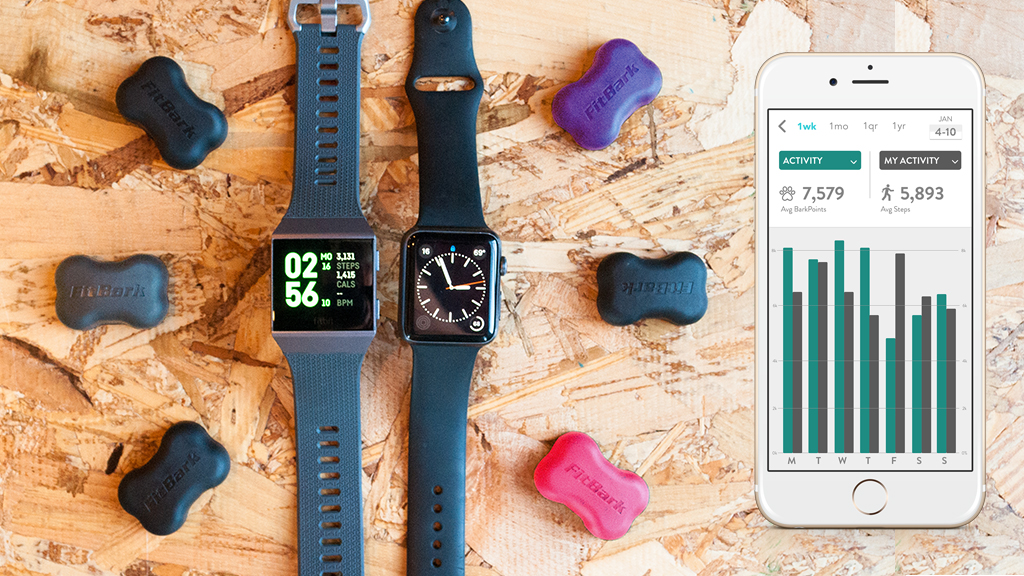 FitBark
FitBark
FitBark
FitBark
FitBark
FitBark
02
56
MO
16
10
3,131
STEPS
1,415
CALS
--
BPM
16
69°
68
1wk
1mo
1qr
1yr
JAN
4-10
ACTIVITY
MY ACTIVITY
7,579
Avg BarkPoints
5,893
Avg Steps
M T W T F S S